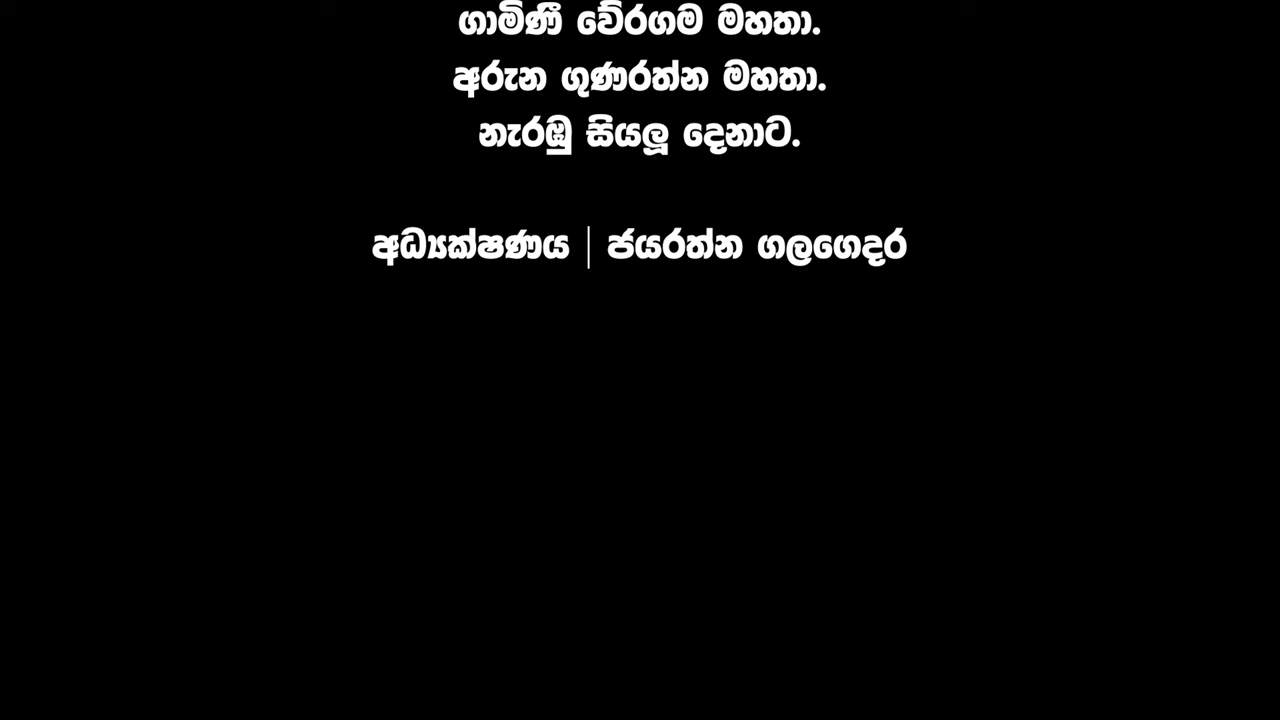 ගාමිණී වේරගම මහතා.
අරුන ගුණරත්න මහතා.
නැරඹු සියලූ දෙනාට.
අධ්‍යක්ෂණය | ජයරත්න ගලගෙදර